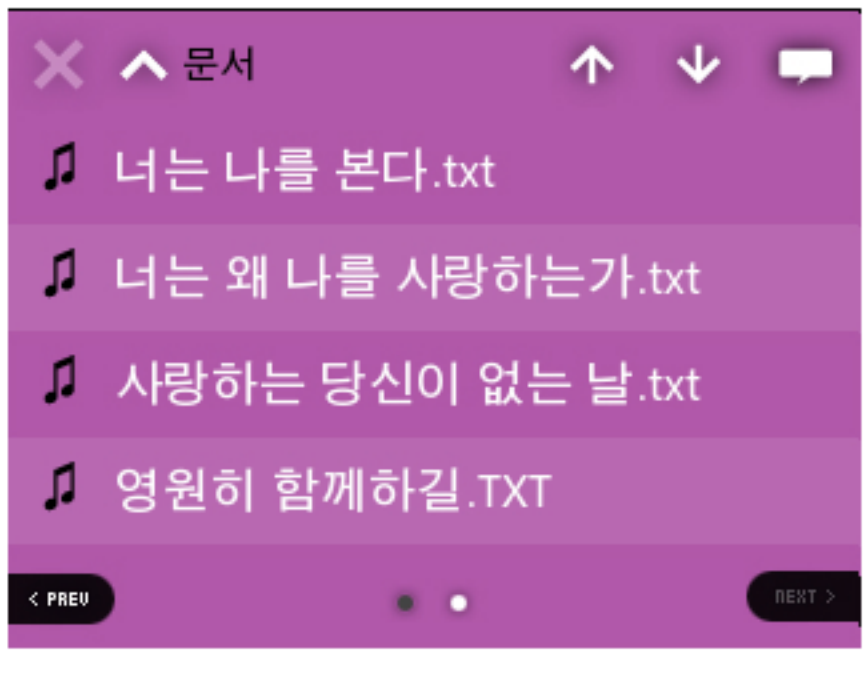 문서
너는 나를 본다.txt
너는 왜 나를 사랑하는가.txt
사랑하는 당신이 없는 날.txt
영원히 함께하길.TXT
< PREV NEXT >